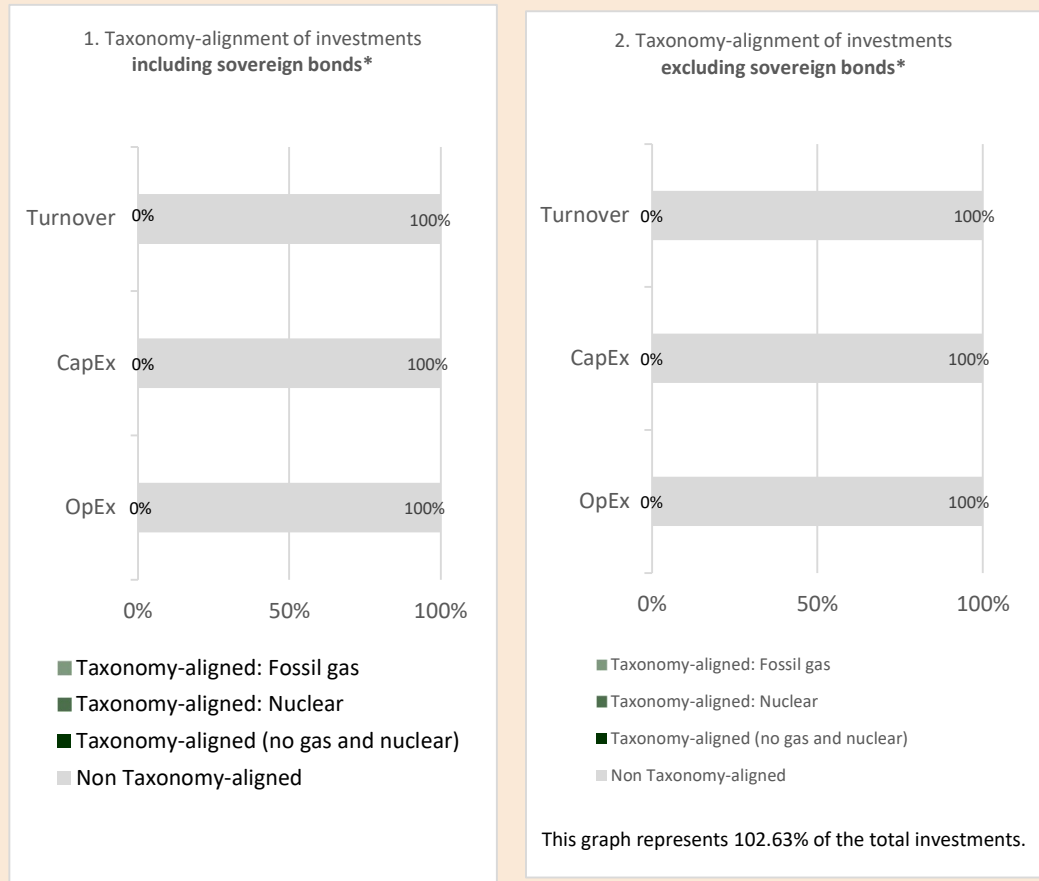 1. Taxonomy-alignment of investments
including sovereign bonds*
Turnover 0% 100%
CapEx 0% 100%
OpEx 0% 100%
0% 50% 100%
Taxonomy-aligned: Fossil gas
Taxonomy-aligned: Nuclear
Taxonomy-aligned (no gas and nuclear)
Non Taxonomy-aligned
2. Taxonomy-alignment of investments
excluding sovereign bonds*
Turnover 0% 100%
CapEx 0% 100%
OpEx 0% 100%
0% 50% 100%
Taxonomy-aligned: Fossil gas
Taxonomy-aligned: Nuclear
Taxonomy-aligned (no gas and nuclear)
Non Taxonomy-aligned
This graph represents 102.63% of the total investments.